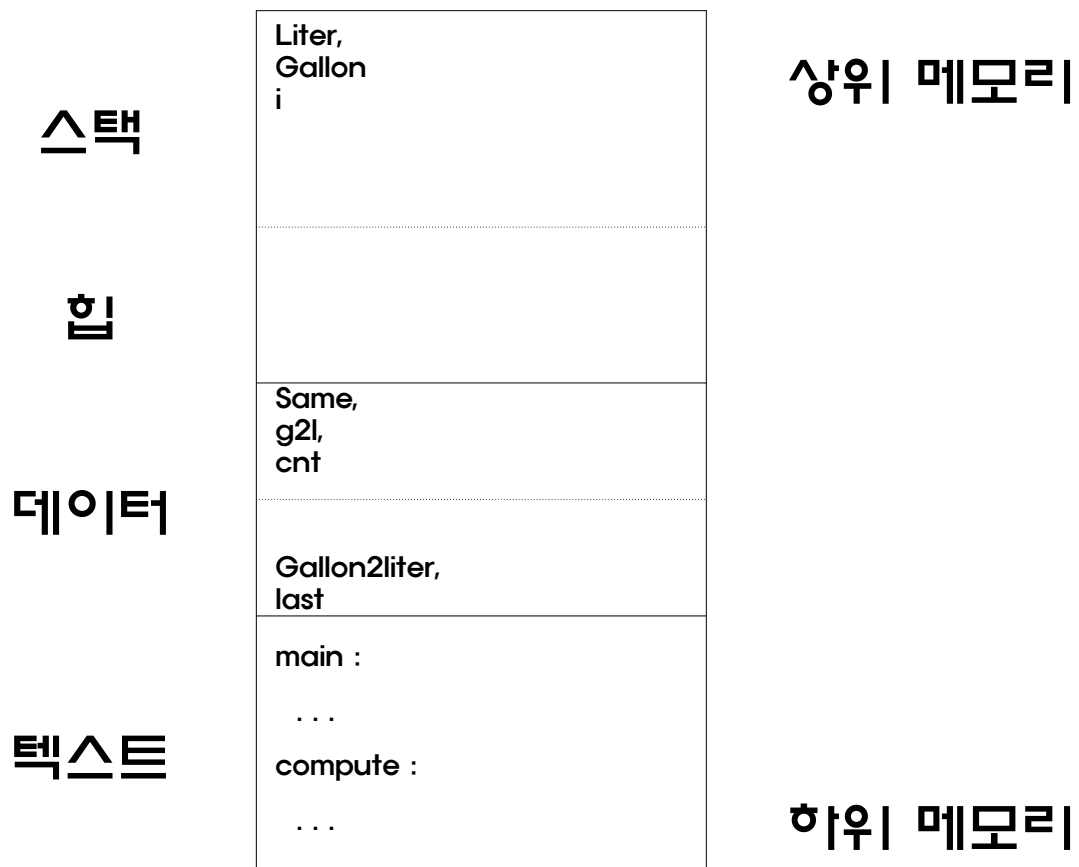 Liter,
Gallon
i
상위 메모리
스택
힙
Same,
g2l,
cnt
데이터
Gallon2liter,
last
main :
. . .
텍스트
compute :
. . .
하위 메모리